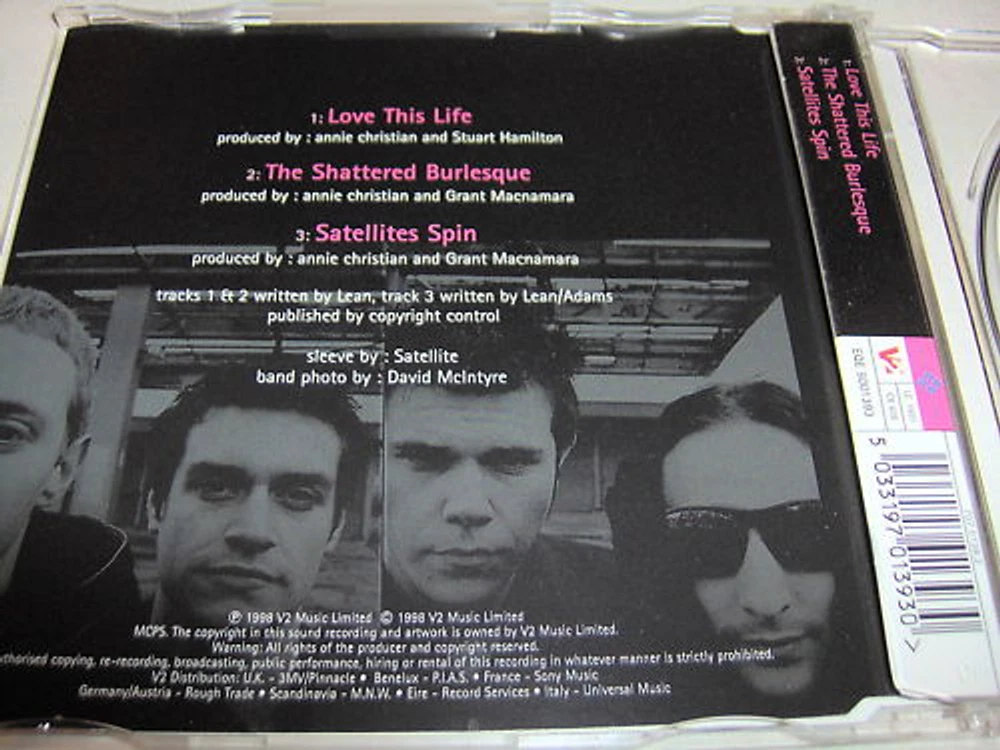 1: Love This Life
produced by : annie christian and Stuart Hamilton
2: The Shattered Burlesque
produced by : annie christian and Grant Macnamara
3: Satellites Spin
produced by : annie christian and Grant Macnamara
tracks 1 & 2 written by Lean, track 3 written by Lean/Adams
published by copyright control
sleeve by : Satellite
band photo by : David McIntyre
℗ 1998 V2 Music Limited © 1998 V2 Music Limited
MCPS. The copyright in this sound recording and artwork is owned by V2 Music Limited.
Warning: All rights of the producer and copyright reserved.
copying, re-recording, broadcasting, public performance, hiring or rental of this recording in whatever manner is strictly prohibited.
V2 Distribution: U.K. - 3MV/Pinnacle • Benelux - P.I.A.S. • France - Sony Music
Germany/Austria - Rough Trade • Scandinavia - M.N.W. • Eire - Record Services • Italy - Universal Music
1: Love This Life
2: The Shattered Burlesque
3: Satellites Spin
V2
5 033197 013930 >